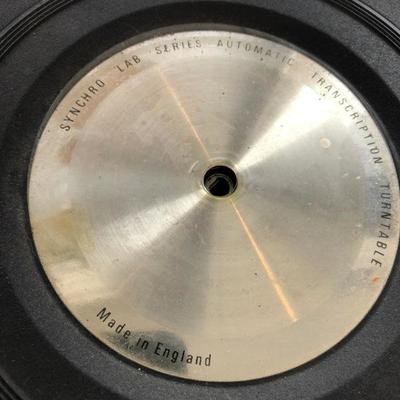 SYNCHRO LAB SERIES AUTOMATIC TRANSCRIPTION TURNTABLE
Made in England